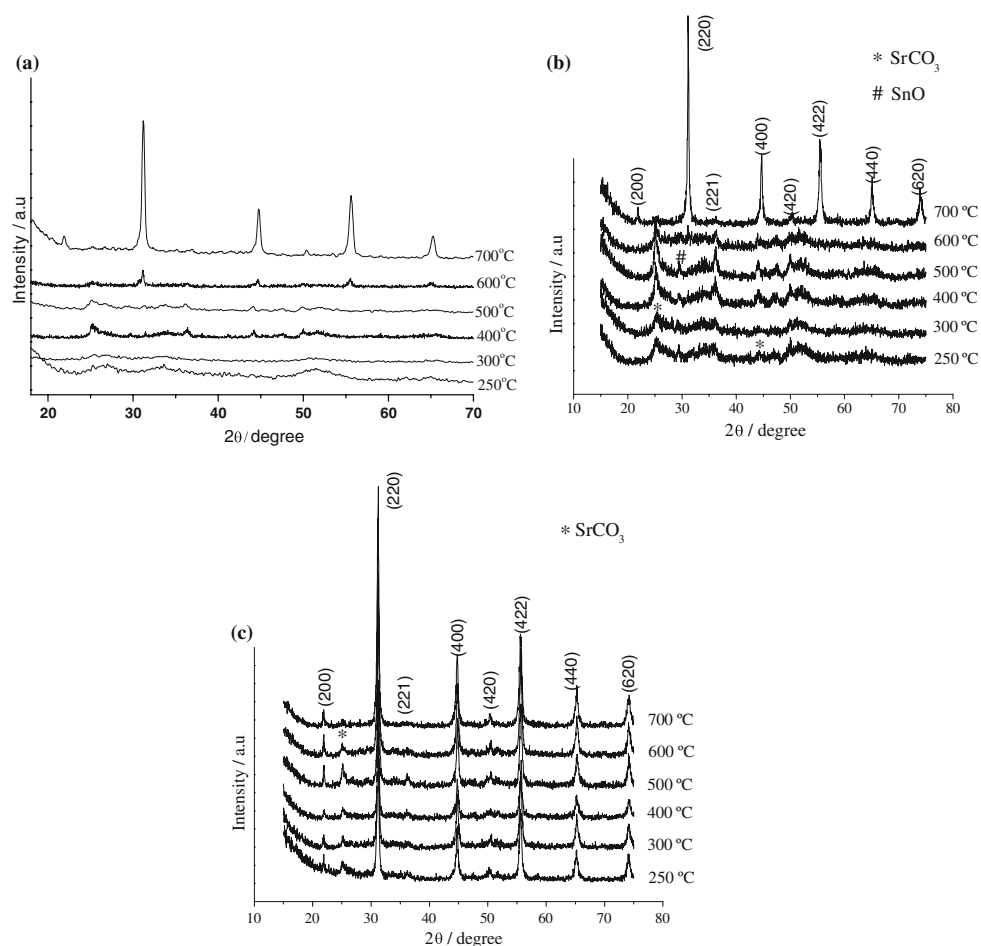 (a)
Intensity / a.u
700°C
600°C
500°C
400°C
300°C
250°C
20 30 40 50 60 70
2θ / degree
(b)
* SrCO₃
# SnO
Intensity / a.u
(200)
(220)
(221)
(400)
(420)
(422)
(440)
(620)
#
*
*
700 ºC
600 ºC
500 ºC
400 ºC
300 ºC
250 ºC
10 20 30 40 50 60 70 80
2θ / degree
(c)
* SrCO₃
Intensity / a.u
(200)
(220)
(221)
(400)
(420)
(422)
(440)
(620)
*
700 ºC
600 ºC
500 ºC
400 ºC
300 ºC
250 ºC
10 20 30 40 50 60 70 80
2θ / degree